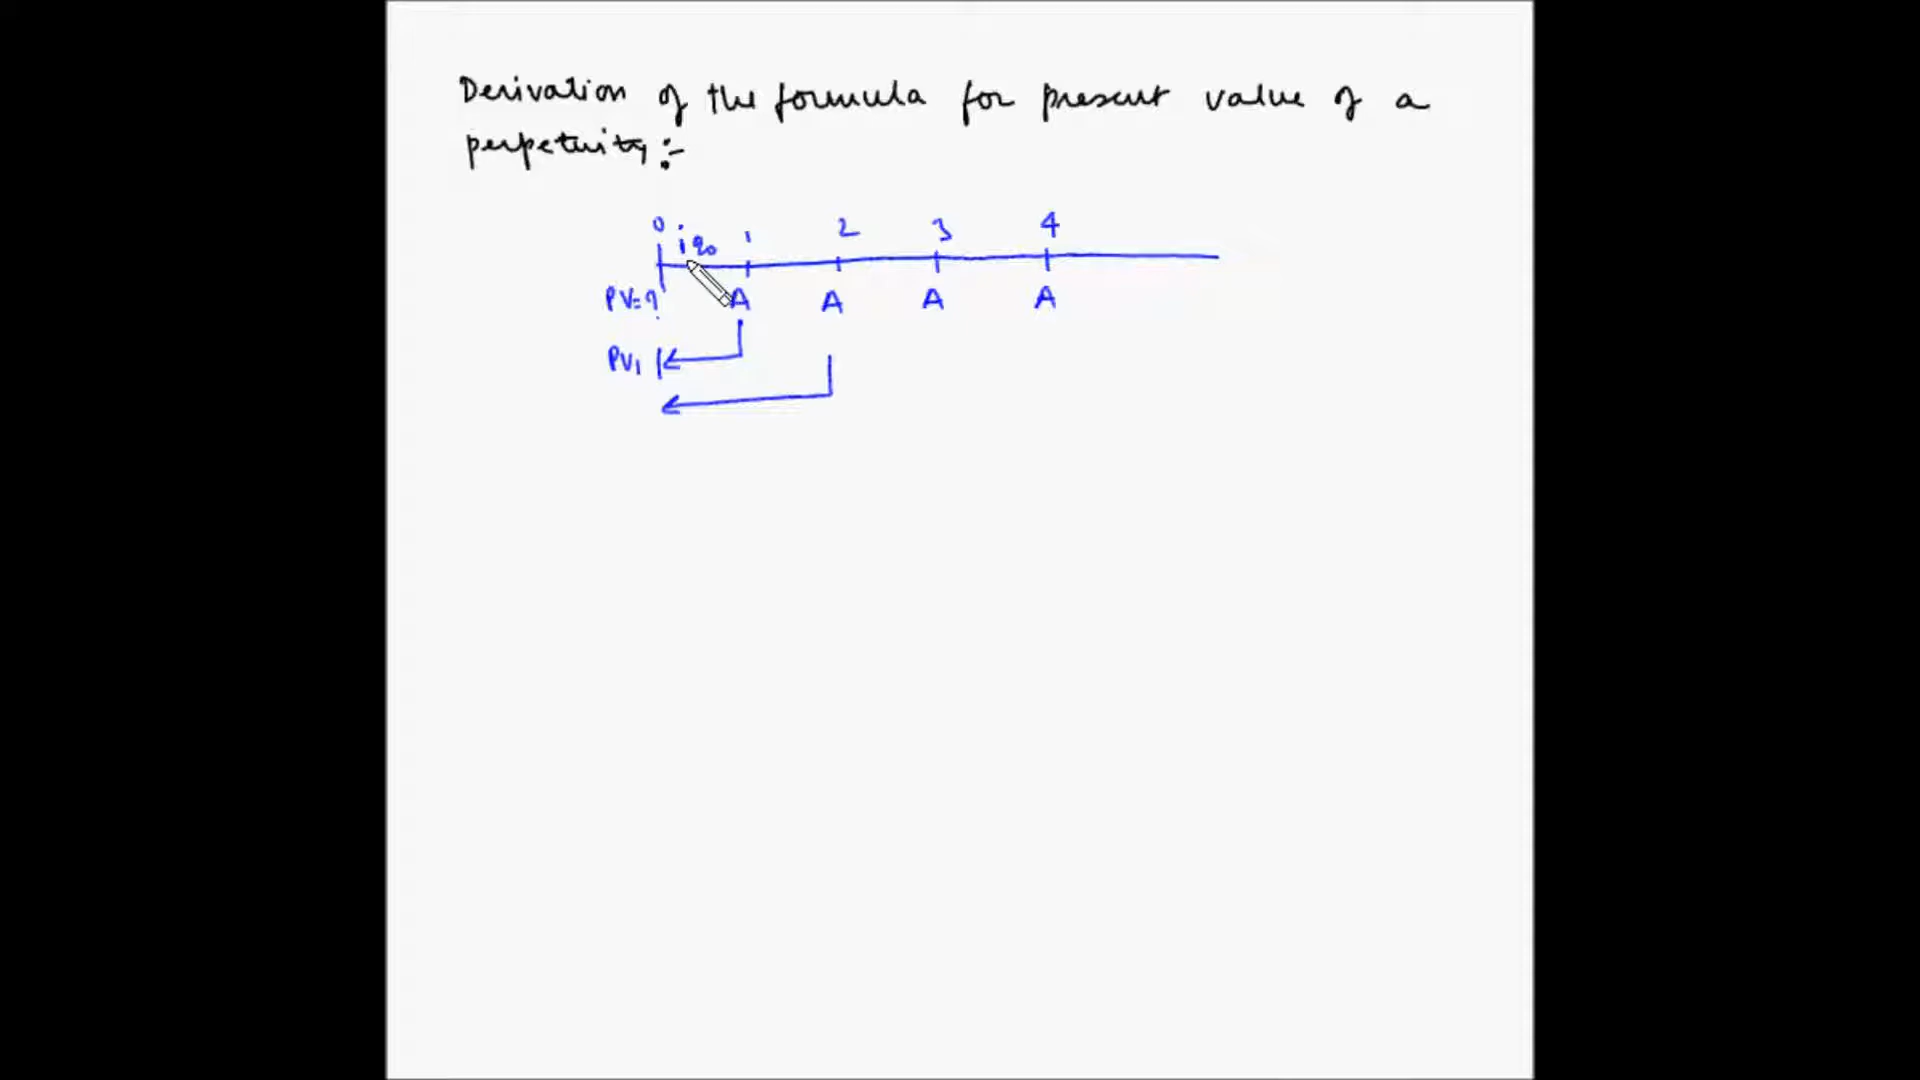 Derivation of the formula for present value of a
perpetuity :-
0 i% 1 2 3 4
PV=? A A A A
PV1